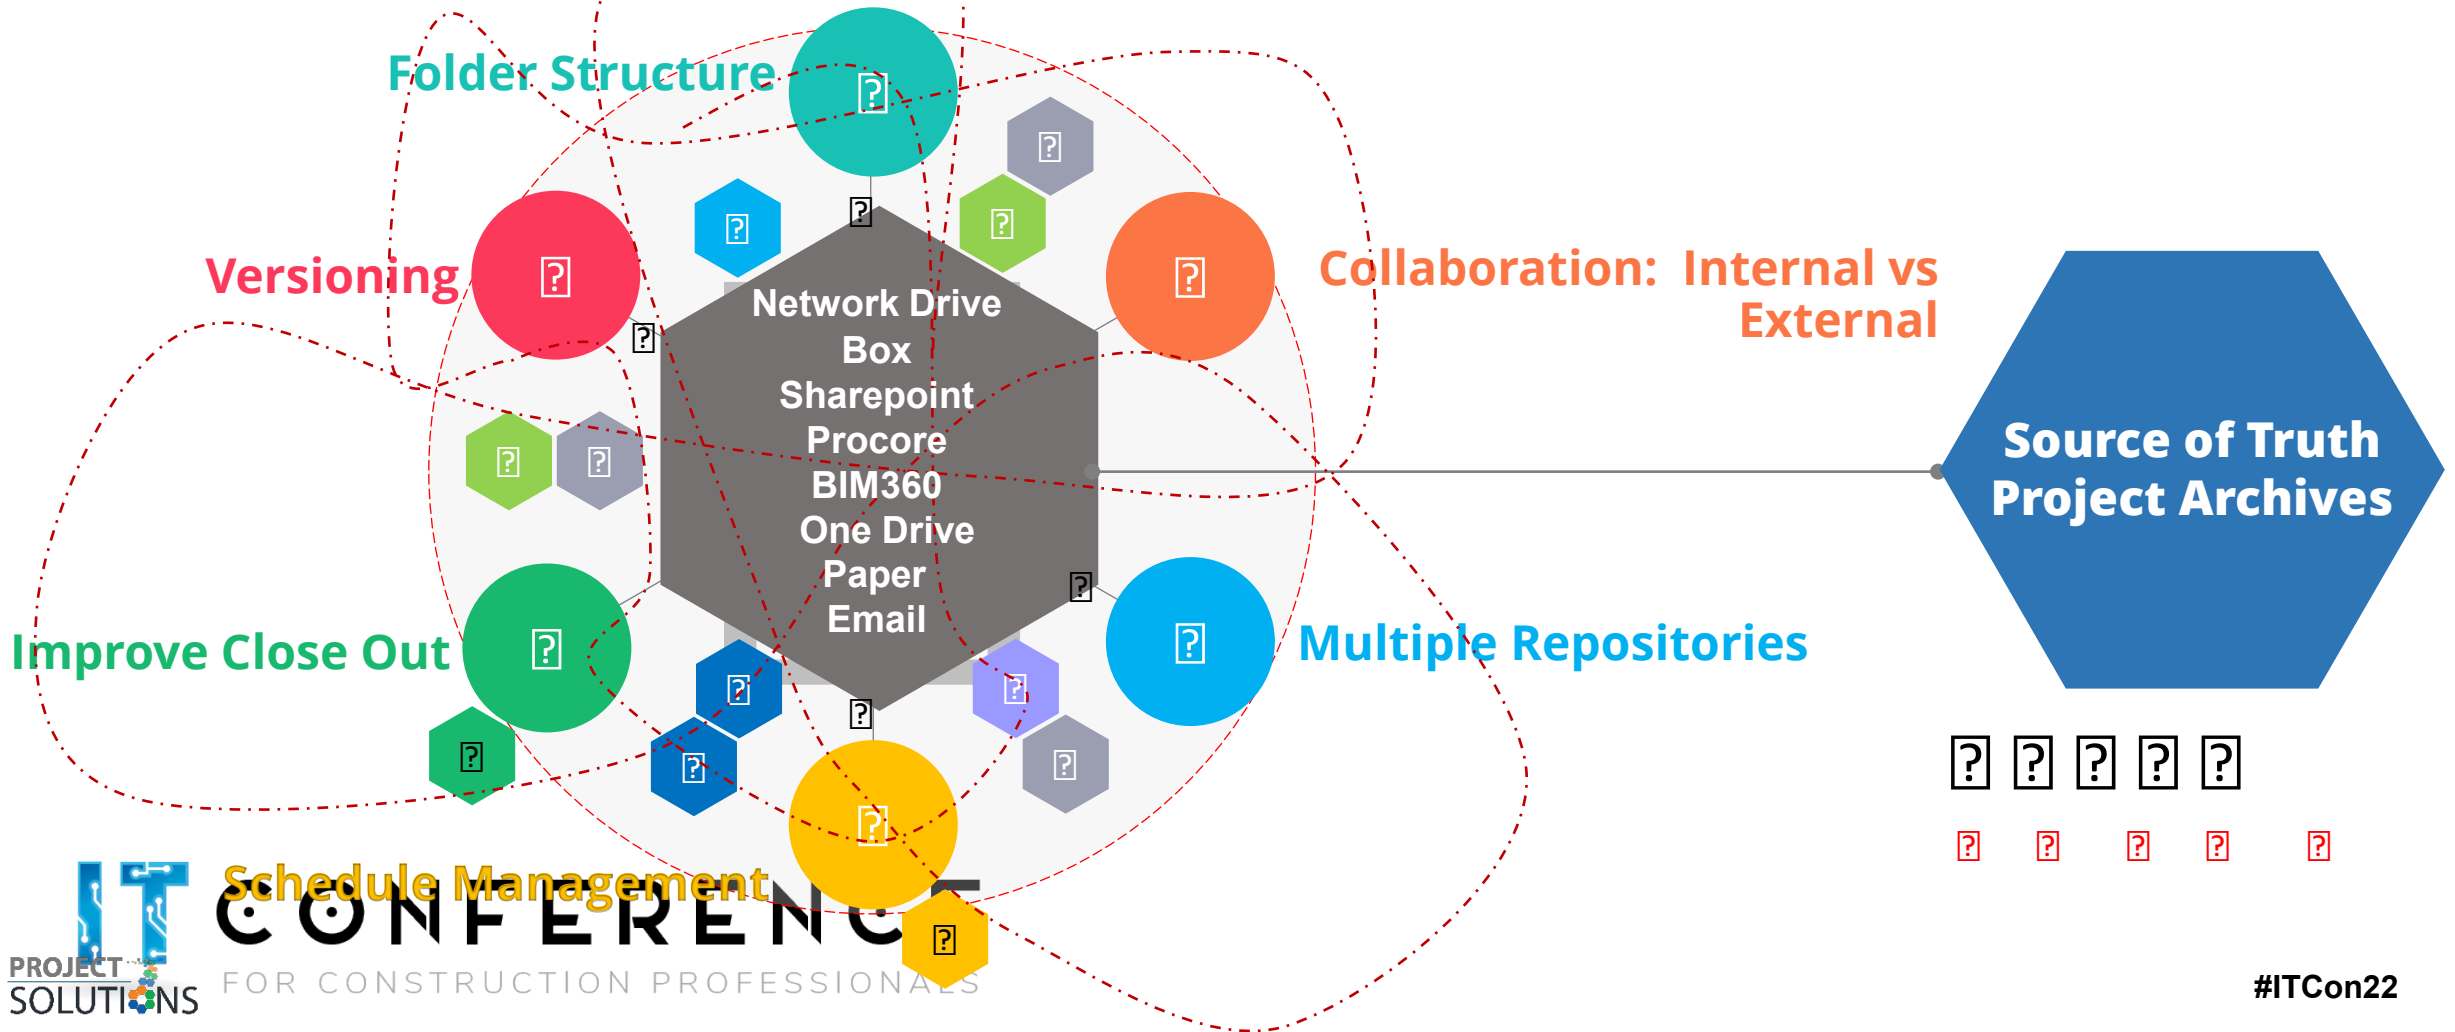 Folder Structure
Versioning
Collaboration:  Internal vs
External
Network Drive
Box
Sharepoint
Procore
BIM360
One Drive
Paper
Email
Source of Truth
Project Archives
Improve Close Out
Multiple Repositories
Schedule Management
IT CONFERENCE
FOR CONSTRUCTION PROFESSIONALS
PROJECT
SOLUTIONS
#ITCon22